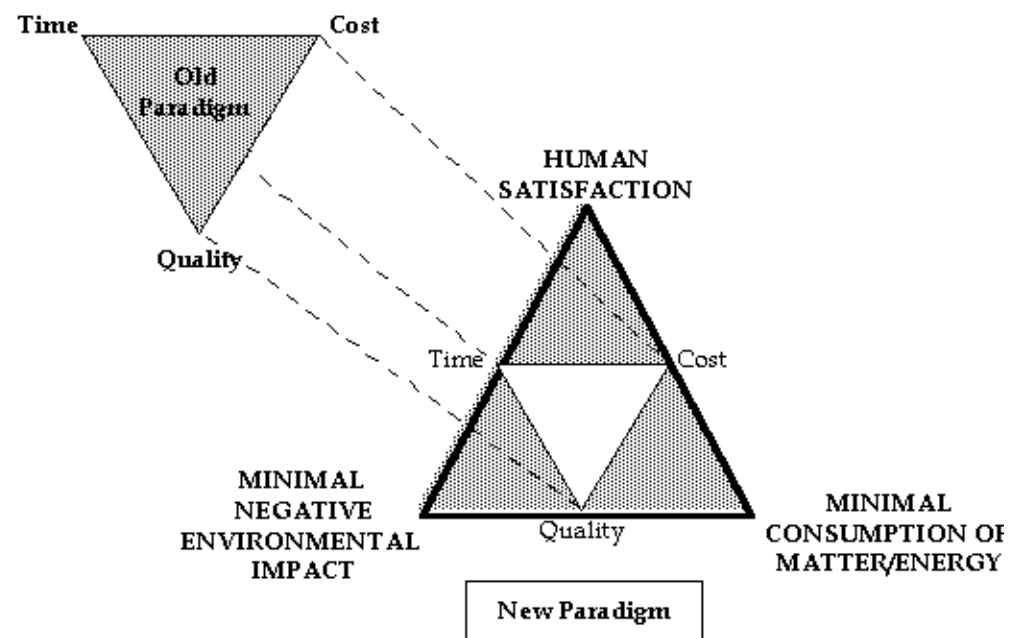 Time
Cost
Old
Paradigm
Quality
HUMAN
SATISFACTION
Time
Cost
MINIMAL
NEGATIVE
ENVIRONMENTAL
IMPACT
Quality
MINIMAL
CONSUMPTION OF
MATTER/ENERGY
New Paradigm